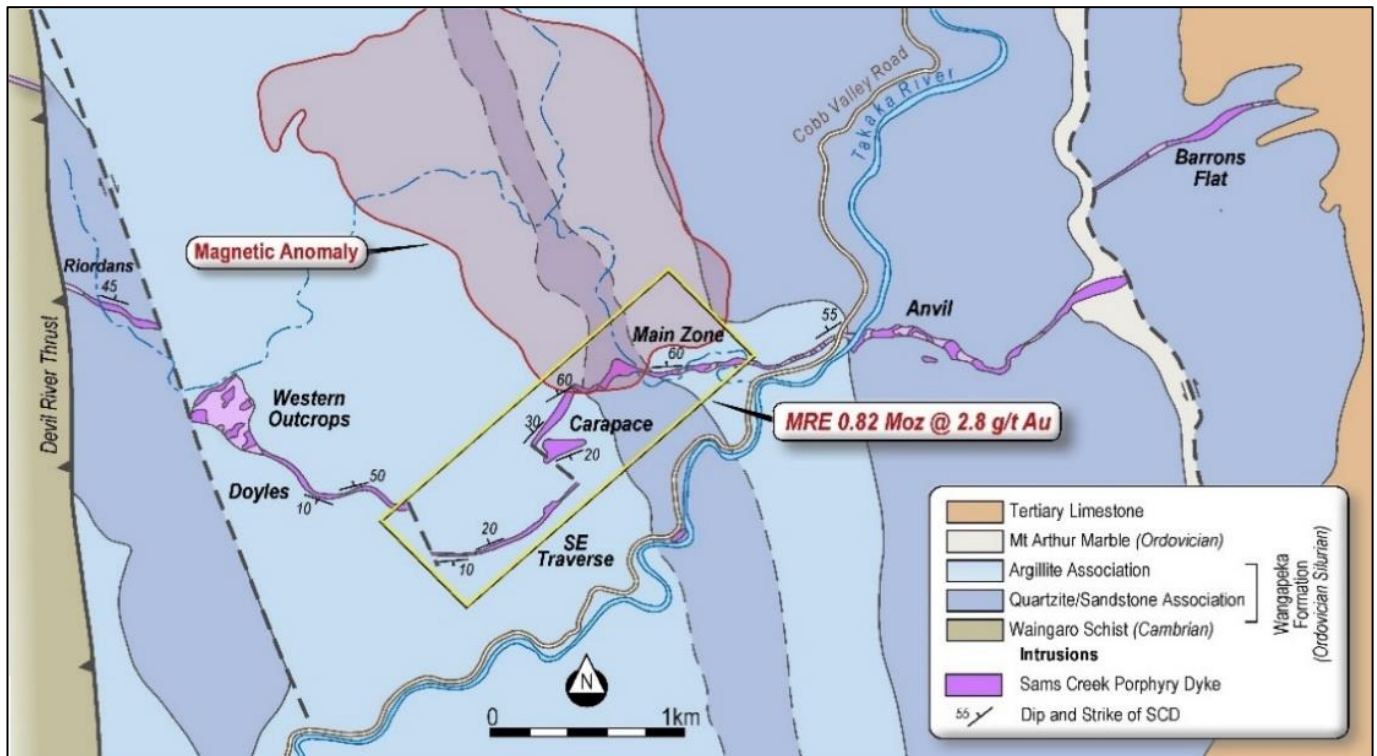 Cobb Valley Road
Takaka River
Barrons
Flat
Magnetic Anomaly
Riordans
45
Devil River Thrust
Western
Outcrops
Main Zone
60
55
Anvil
60
30
Carapace
20
MRE 0.82 Moz @ 2.8 g/t Au
Doyles
10
50
20
10
SE
Traverse
N
0
1km
Tertiary Limestone
Mt Arthur Marble (Ordovician)
Argillite Association
Quartzite/Sandstone Association
Waingaro Schist (Cambrian)
Wangapeka
Formation
(Ordovician Silurian)
Intrusions
Sams Creek Porphyry Dyke
55
Dip and Strike of SCD